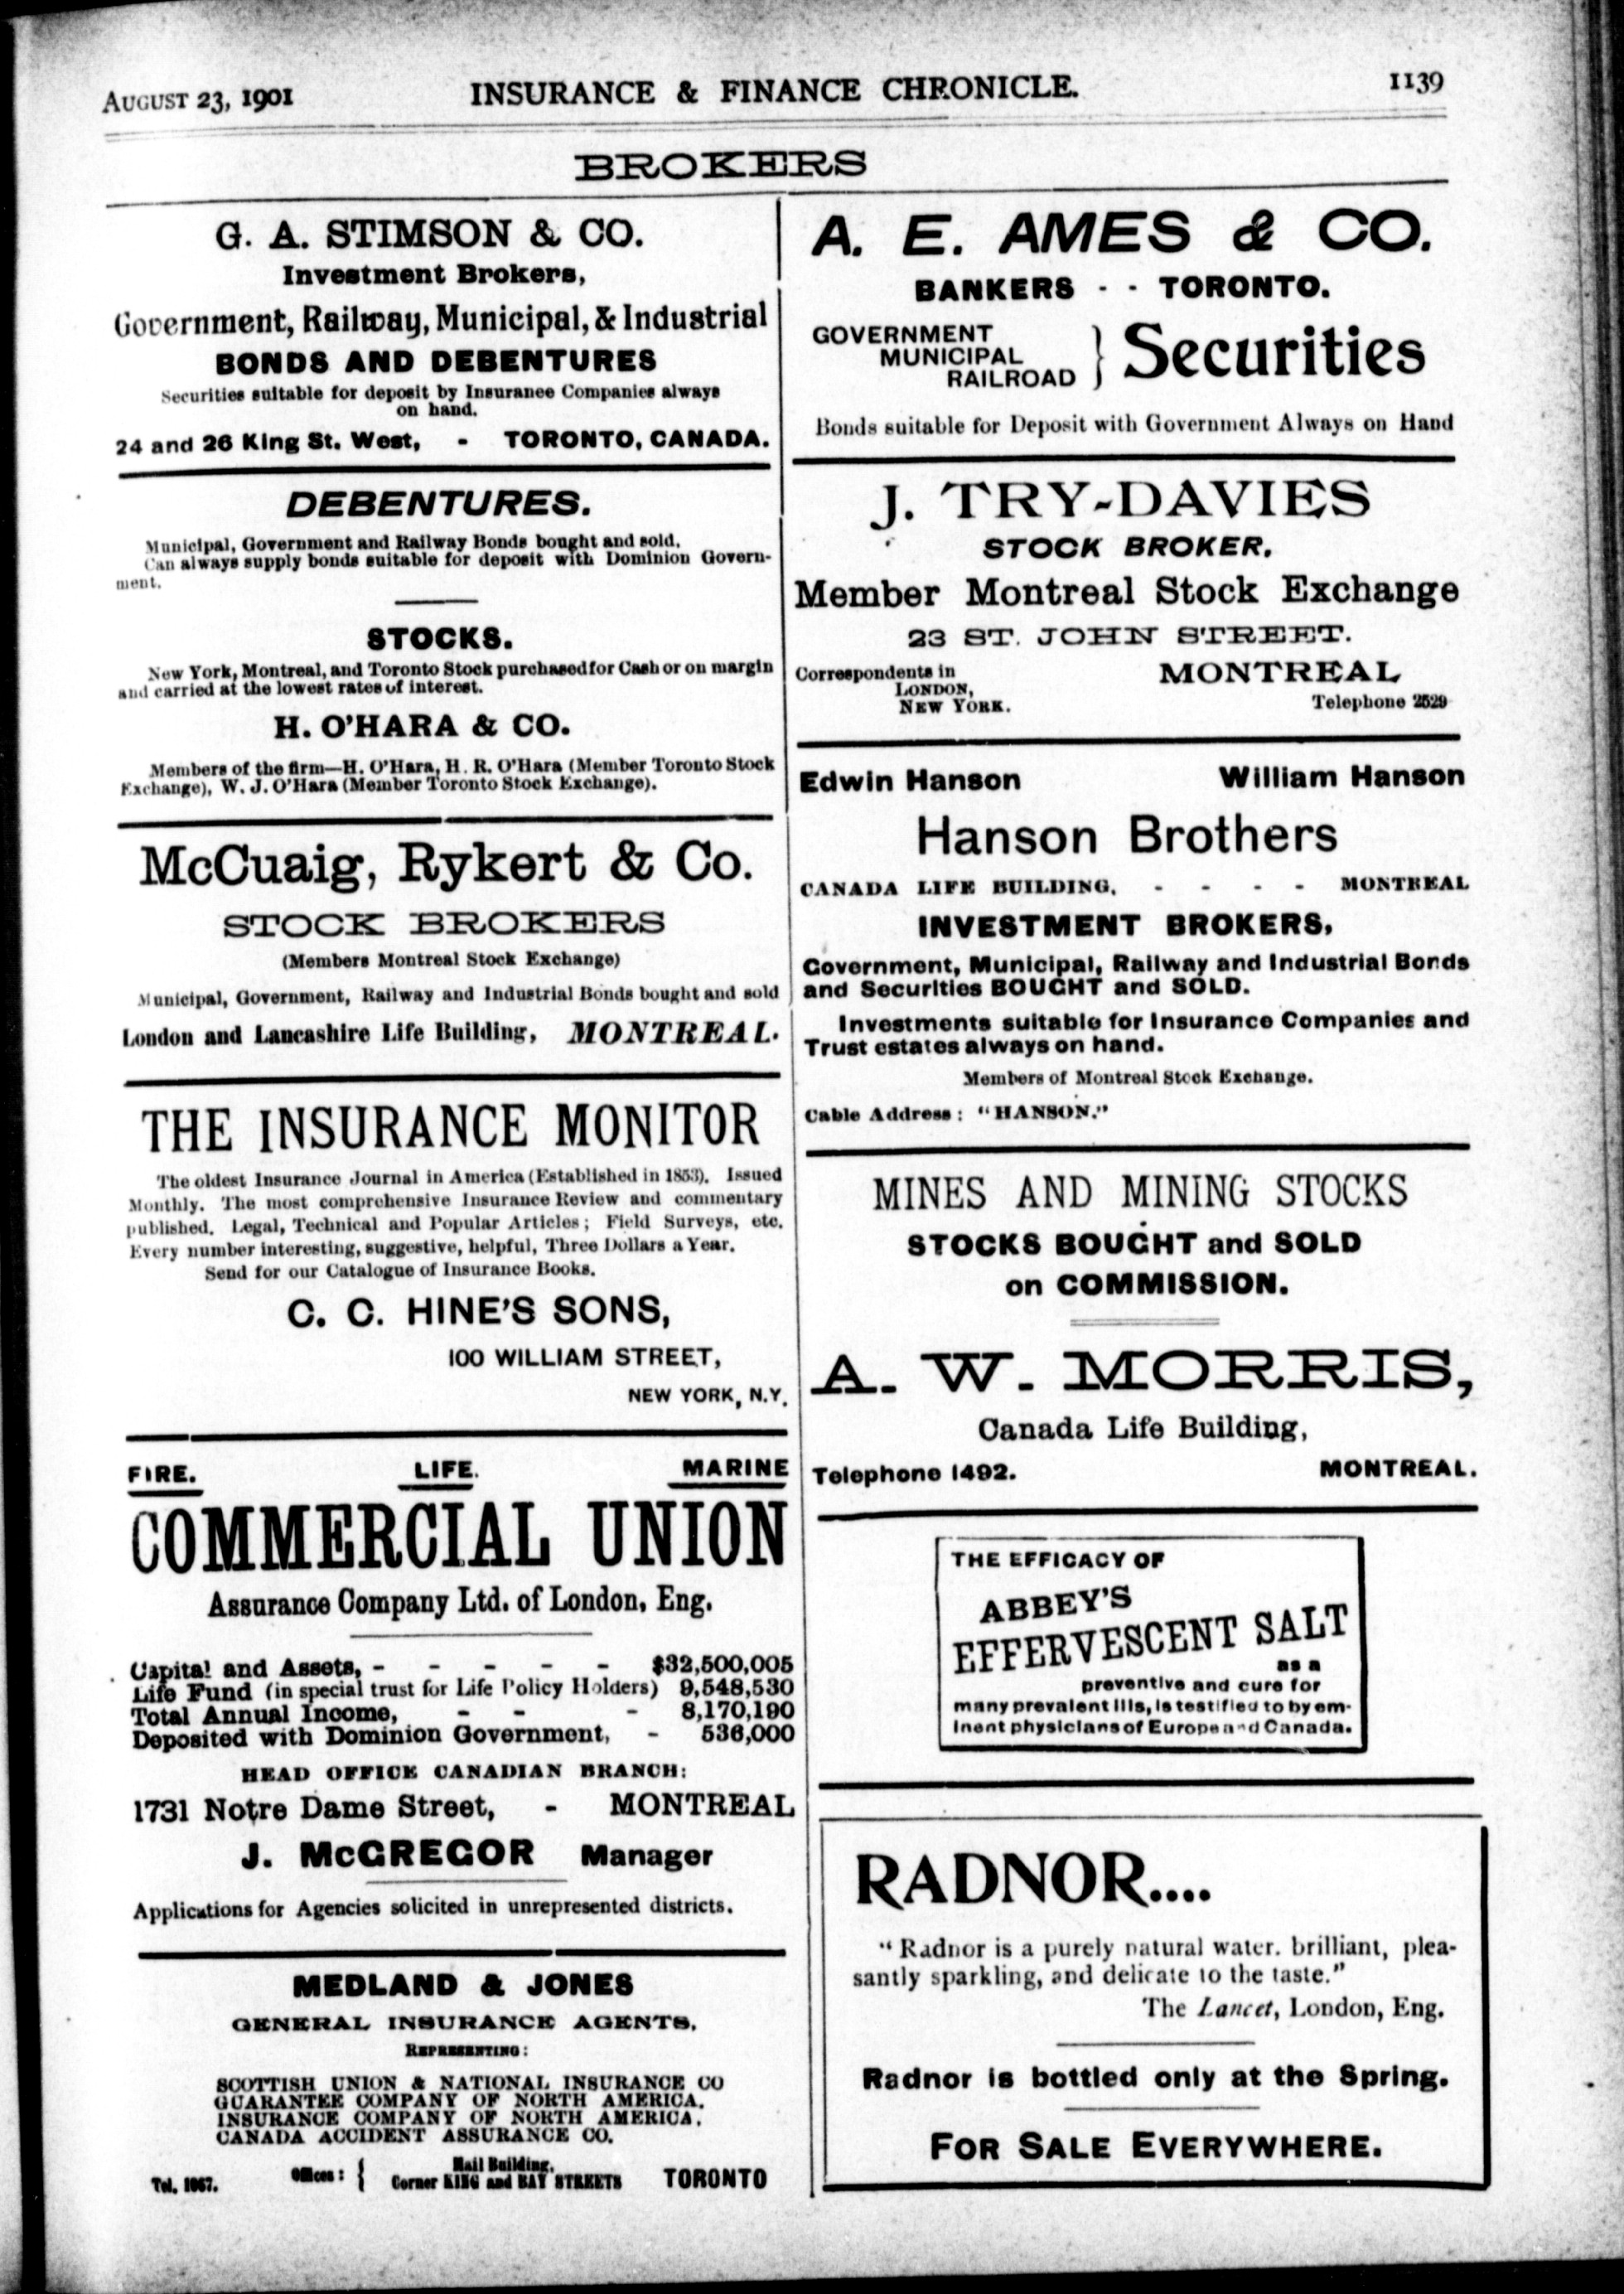 AUGUST 23, 1901 INSURANCE & FINANCE CHRONICLE. 1139
BROKERS
G. A. STIMSON & CO.
Investment Brokers,
Government, Railway, Municipal, & Industrial
BONDS AND DEBENTURES
Securities suitable for deposit by Insurance Companies always
on hand.
24 and 26 King St. West, - TORONTO, CANADA.
DEBENTURES.
Municipal, Government and Railway Bonds bought and sold.
Can always supply bonds suitable for deposit with Dominion Govern-
ment.
STOCKS.
New York, Montreal, and Toronto Stock purchased for Cash or on margin
and carried at the lowest rates of interest.
H. O'HARA & CO.
Members of the firm—H. O'Hara, H. R. O'Hara (Member Toronto Stock
Exchange), W. J. O'Hara (Member Toronto Stock Exchange).
McCuaig, Rykert & Co.
STOCK BROKERS
(Members Montreal Stock Exchange)
Municipal, Government, Railway and Industrial Bonds bought and sold
London and Lancashire Life Building, MONTREAL.
THE INSURANCE MONITOR
The oldest Insurance Journal in America (Established in 1853). Issued
Monthly. The most comprehensive Insurance Review and commentary
published. Legal, Technical and Popular Articles; Field Surveys, etc.
Every number interesting, suggestive, helpful, Three Dollars a Year.
Send for our Catalogue of Insurance Books.
C. C. HINE'S SONS,
100 WILLIAM STREET,
NEW YORK, N.Y.
FIRE. LIFE. MARINE
COMMERCIAL UNION
Assurance Company Ltd. of London, Eng.
Capital and Assets, - - - - - $32,500,005
Life Fund (in special trust for Life Policy Holders) 9,548,530
Total Annual Income, - - - 8,170,190
Deposited with Dominion Government, - 536,000
HEAD OFFICE CANADIAN BRANCH:
1731 Notre Dame Street, - MONTREAL
J. McGREGOR Manager
Applications for Agencies solicited in unrepresented districts.
MEDLAND & JONES
GENERAL INSURANCE AGENTS,
REPRESENTING:
SCOTTISH UNION & NATIONAL INSURANCE CO
GUARANTEE COMPANY OF NORTH AMERICA.
INSURANCE COMPANY OF NORTH AMERICA.
CANADA ACCIDENT ASSURANCE CO.
Tel. 1067. Offices: { Mail Building,
Corner KING and BAY STREETS TORONTO
A. E. AMES & CO.
BANKERS - - TORONTO.
GOVERNMENT
MUNICIPAL
RAILROAD } Securities
Bonds suitable for Deposit with Government Always on Hand
J. TRY-DAVIES
STOCK BROKER.
Member Montreal Stock Exchange
23 ST. JOHN STREET.
Correspondents in MONTREAL
LONDON,
NEW YORK. Telephone 2529
Edwin Hanson William Hanson
Hanson Brothers
CANADA LIFE BUILDING, - - - - MONTREAL
INVESTMENT BROKERS,
Government, Municipal, Railway and Industrial Bonds
and Securities BOUGHT and SOLD.
Investments suitable for Insurance Companies and
Trust estates always on hand.
Members of Montreal Stock Exchange.
Cable Address: "HANSON."
MINES AND MINING STOCKS
STOCKS BOUGHT and SOLD
on COMMISSION.
A. W. MORRIS,
Canada Life Building,
Telephone 1492. MONTREAL.
THE EFFICACY OF
ABBEY'S
EFFERVESCENT SALT
as a
preventive and cure for
many prevalent ills, is testified to by em-
inent physicians of Europe and Canada.
RADNOR....
"Radnor is a purely natural water, brilliant, plea-
santly sparkling, and delicate to the taste."
The Lancet, London, Eng.
Radnor is bottled only at the Spring.
FOR SALE EVERYWHERE.